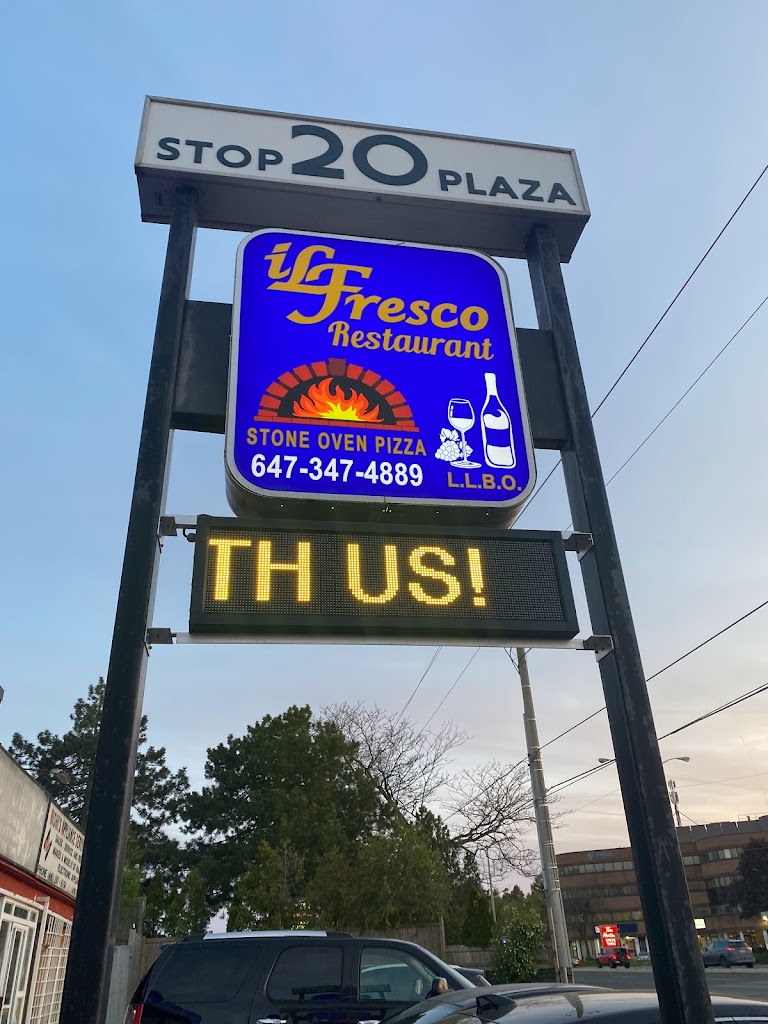 STOP 20 PLAZA
iL Fresco
Restaurant
STONE OVEN PIZZA
647-347-4889
L.L.B.O.
TH US!